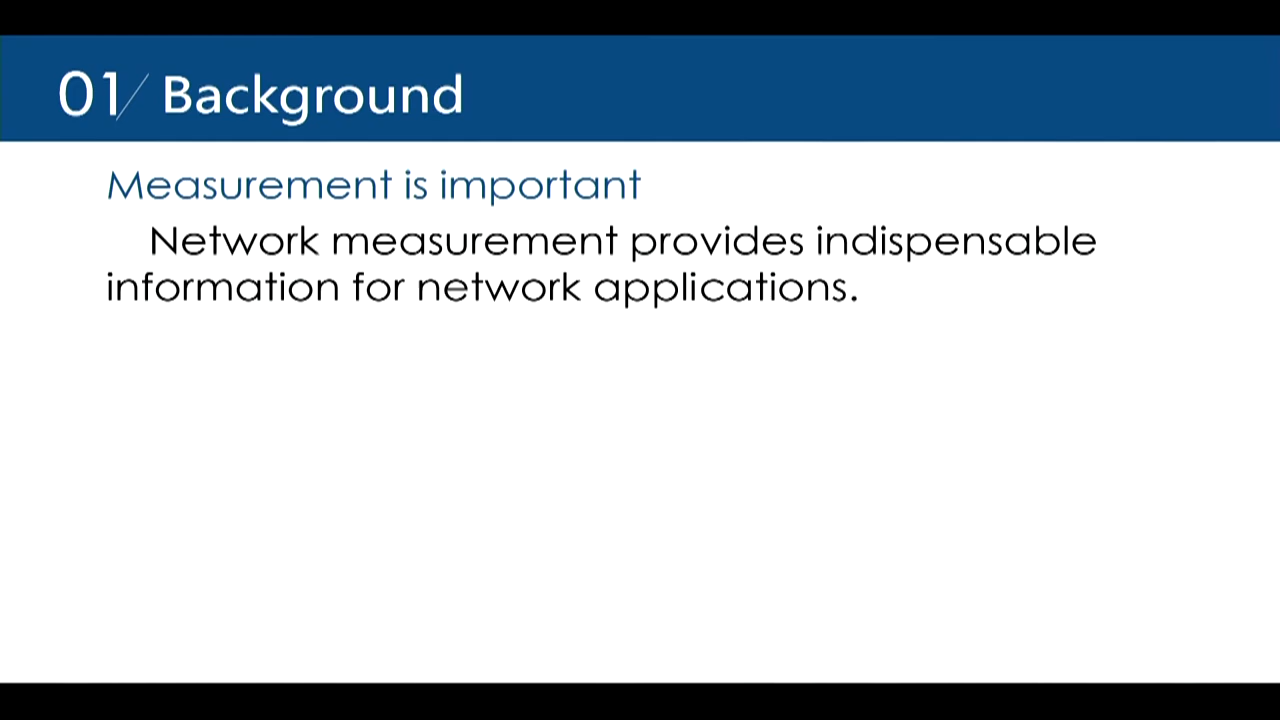 01/ Background
Measurement is important
Network measurement provides indispensable
information for network applications.